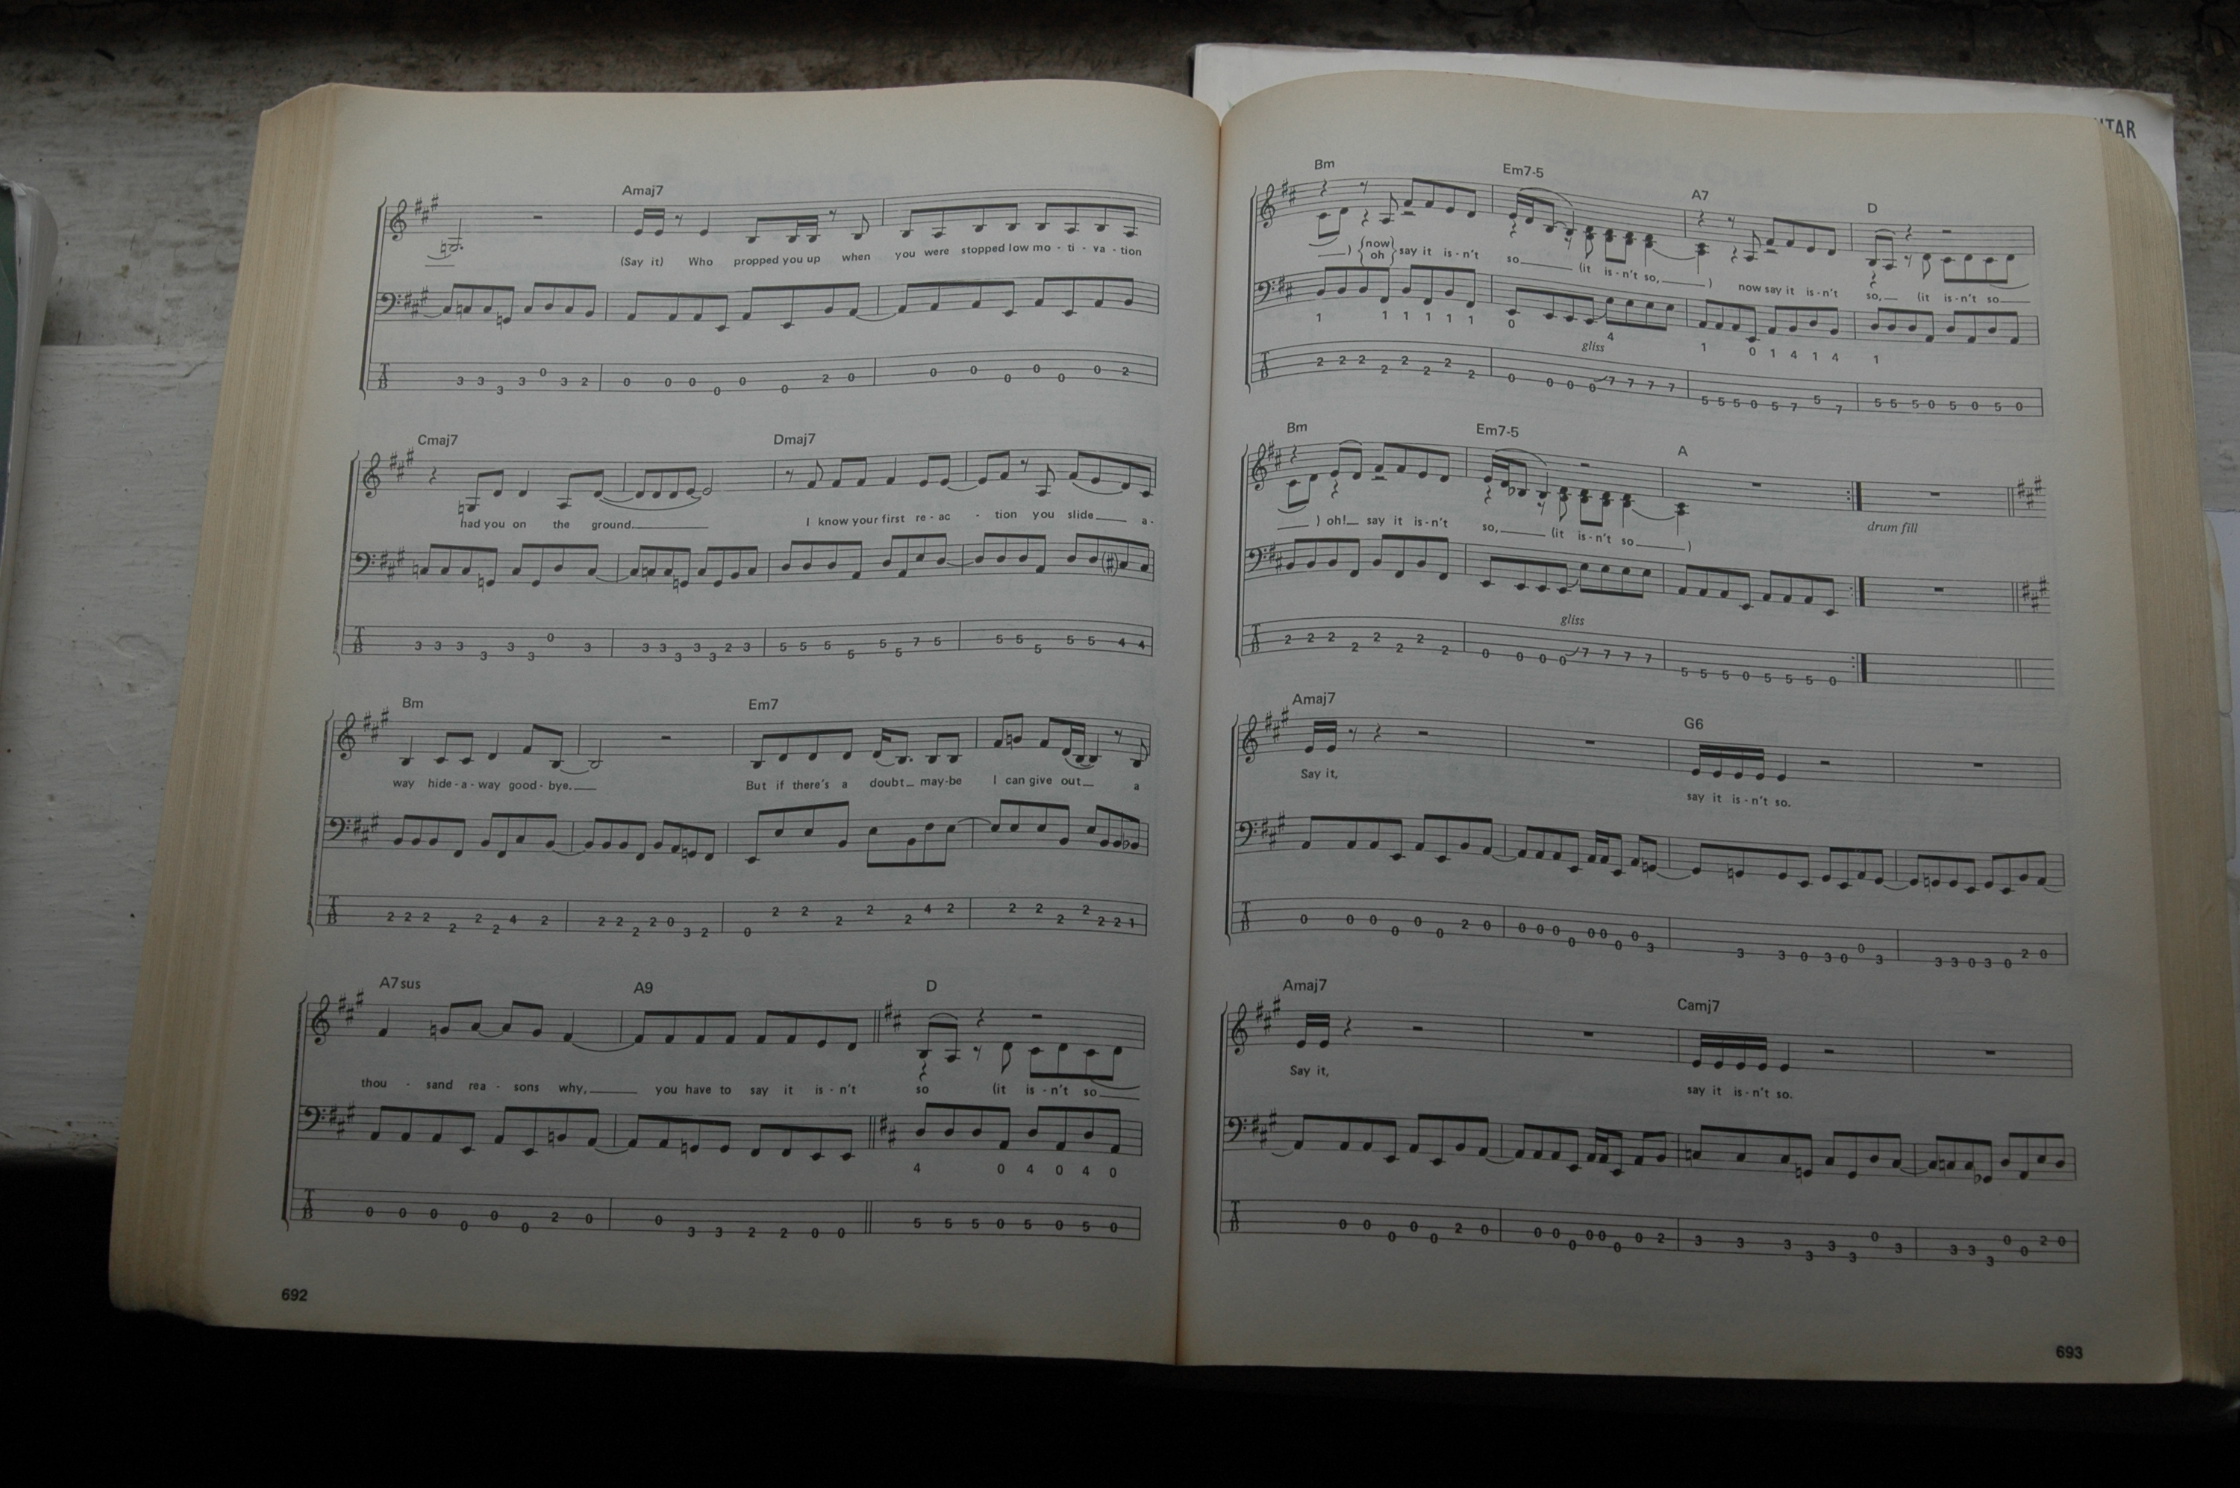 Amaj7
(Say it) Who propped you up when you were stopped low mo - ti - va - tion
T
A
B
3 3 3 3 0 3 2 0 0 0 0 0 0 2 0 0 0 0 0 0 0 2
Cmaj7 Dmaj7
had you on the ground. I know your first re - ac - tion you slide a -
T
A
B
3 3 3 3 3 3 0 3 3 3 3 3 3 2 3 5 5 5 5 5 5 7 5 5 5 5 5 5 4 4
Bm Em7
way hide - a - way good - bye. But if there's a doubt may-be I can give out a
T
A
B
2 2 2 2 2 2 4 2 2 2 2 2 0 3 2 0 2 2 2 2 2 4 2 2 2 2 2 2 2 1
A7sus A9 D
thou - sand rea - sons why, you have to say it is - n't so (it is - n't so
4 0 4 0 4 0
T
A
B
0 0 0 0 0 0 2 0 0 3 3 2 2 0 0 5 5 5 0 5 0 5 0
692
UTAR
Bm Em7-5 A7 D
) {now oh} say it is - n't so (it is - n't so, ) now say it is - n't so, (it is - n't so
1 1 1 1 1 1 0 4 1 0 1 4 1 4 1
gliss
T
A
B
2 2 2 2 2 2 2 2 0 0 0 0 7 7 7 7 5 5 5 0 5 7 5 7 5 5 5 0 5 0 5 0
Bm Em7-5 A
) oh! say it is - n't so, (it is - n't so )
drum fill
gliss
T
A
B
2 2 2 2 2 2 2 2 0 0 0 0 7 7 7 7 5 5 5 0 5 5 5 0
Amaj7 G6
Say it, say it is - n't so.
T
A
B
0 0 0 0 0 0 2 0 0 0 0 0 0 0 0 0 3 3 3 0 3 0 0 3 3 3 0 3 0 2 0
Amaj7 Camj7
Say it, say it is - n't so.
T
A
B
0 0 0 0 0 2 0 0 0 0 0 0 0 0 2 3 3 3 3 3 3 0 3 3 3 3 0 0 2 0
693